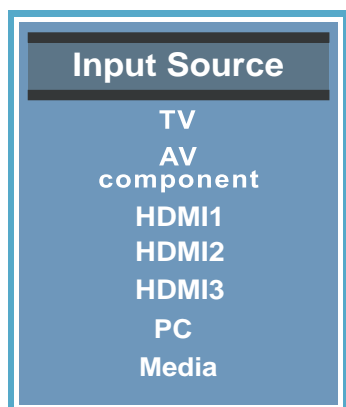 Input Source
TV
AV
component
HDMI1
HDMI2
HDMI3
PC
Media